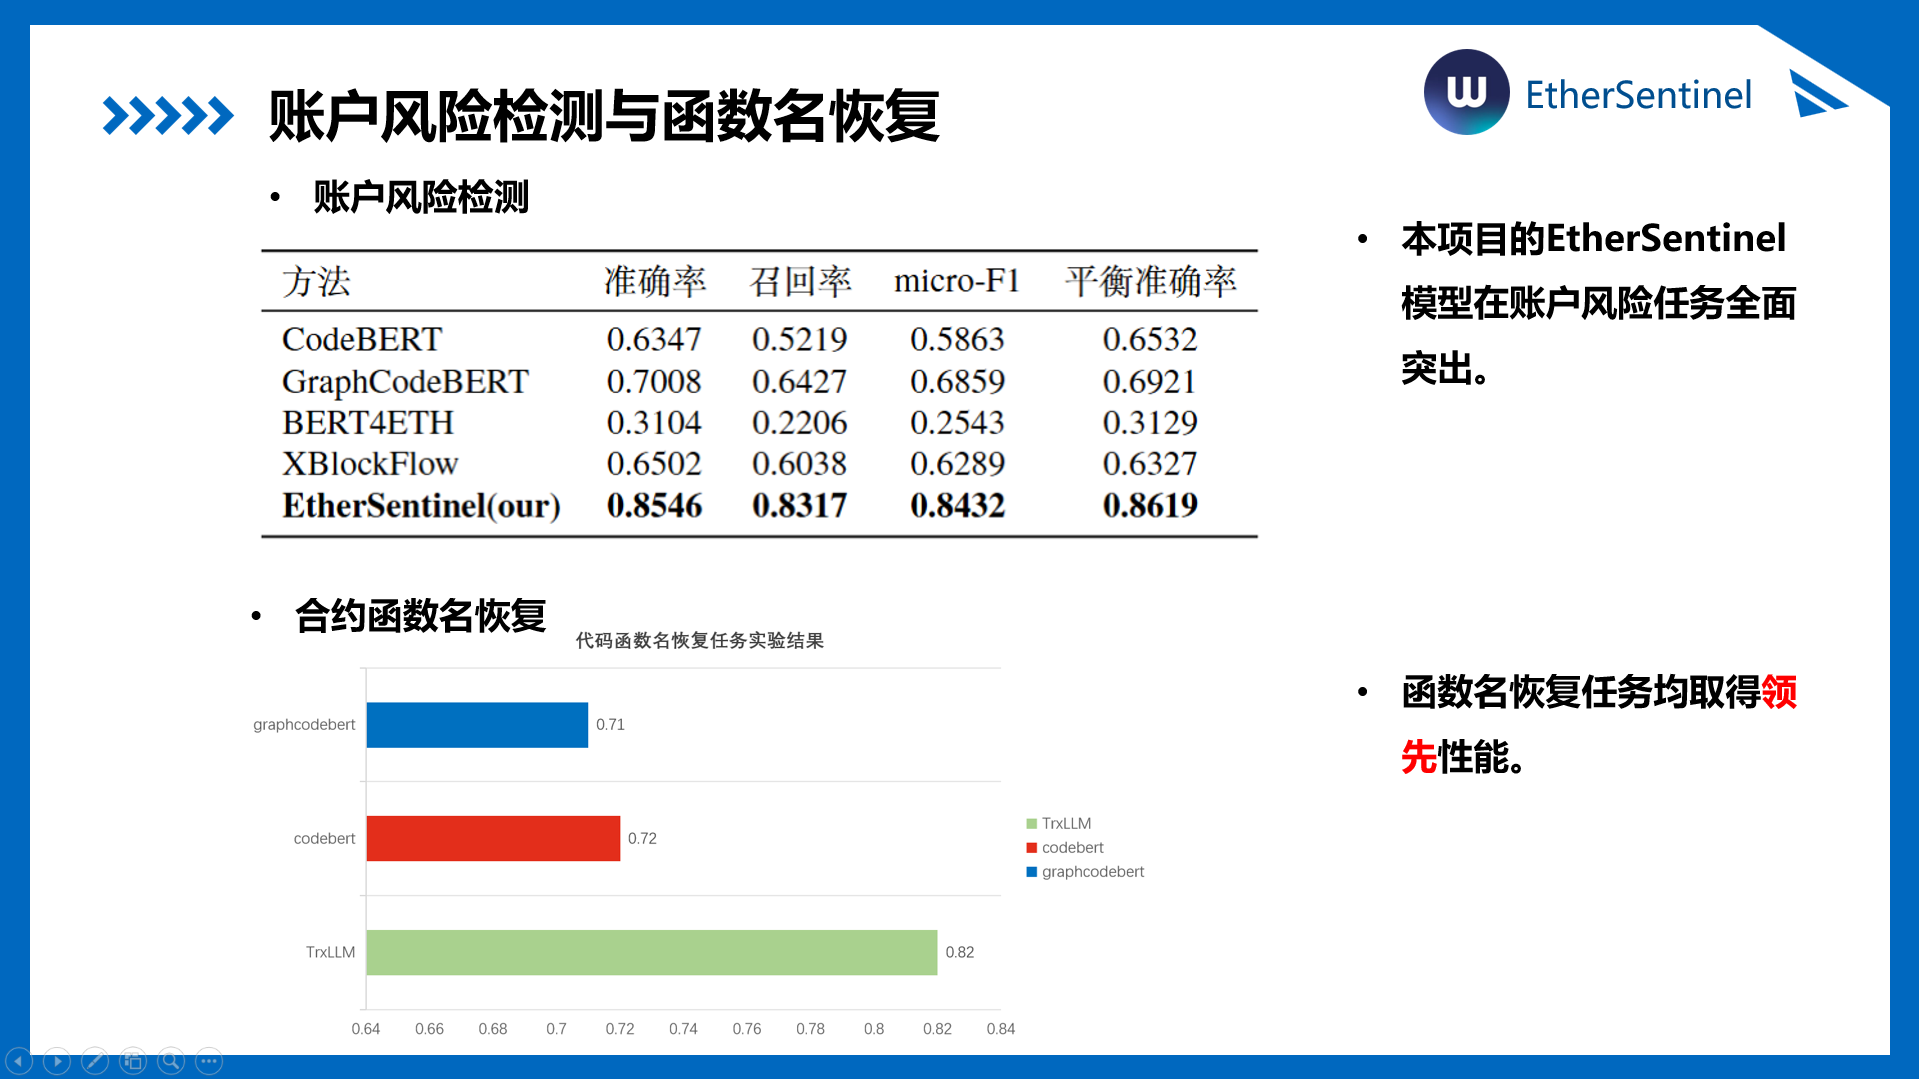 账户风险检测与函数名恢复
W EtherSentinel
• 账户风险检测
方法 准确率 召回率 micro-F1 平衡准确率
CodeBERT 0.6347 0.5219 0.5863 0.6532
GraphCodeBERT 0.7008 0.6427 0.6859 0.6921
BERT4ETH 0.3104 0.2206 0.2543 0.3129
XBlockFlow 0.6502 0.6038 0.6289 0.6327
EtherSentinel(our) 0.8546 0.8317 0.8432 0.8619
• 本项目的EtherSentinel
模型在账户风险任务全面
突出。
• 合约函数名恢复
代码函数名恢复任务实验结果
graphcodebert 0.71
codebert 0.72
TrxLLM 0.82
0.64 0.66 0.68 0.7 0.72 0.74 0.76 0.78 0.8 0.82 0.84
TrxLLM
codebert
graphcodebert
• 函数名恢复任务均取得领
先性能。